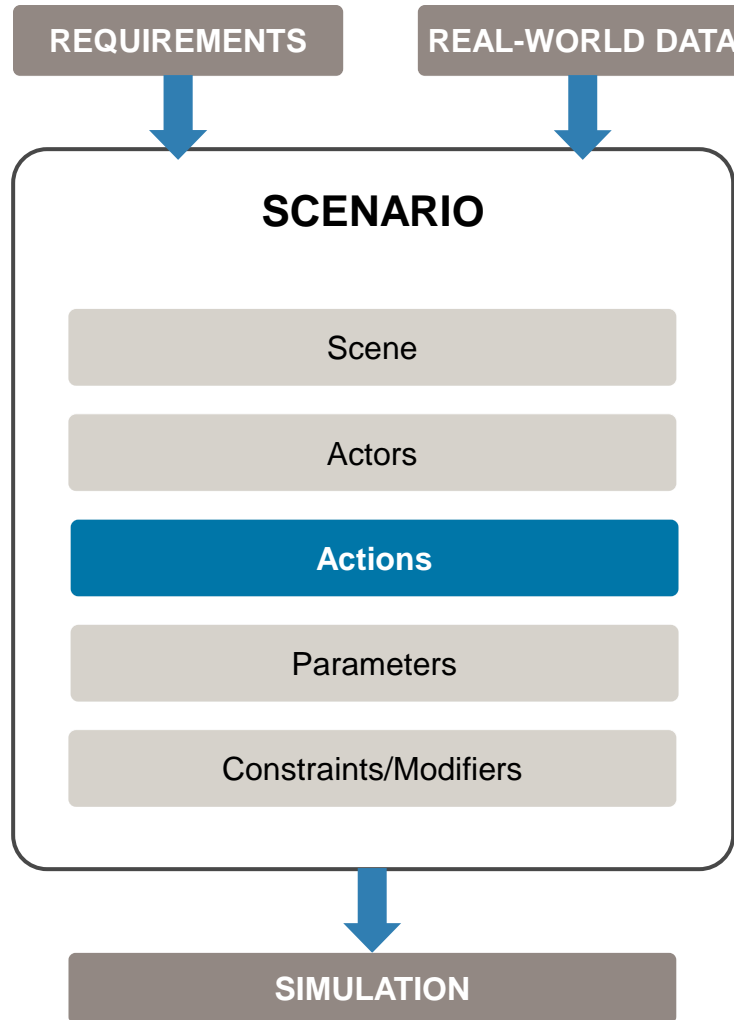 REQUIREMENTS
REAL-WORLD DATA
SCENARIO
Scene
Actors
Actions
Parameters
Constraints/Modifiers
SIMULATION